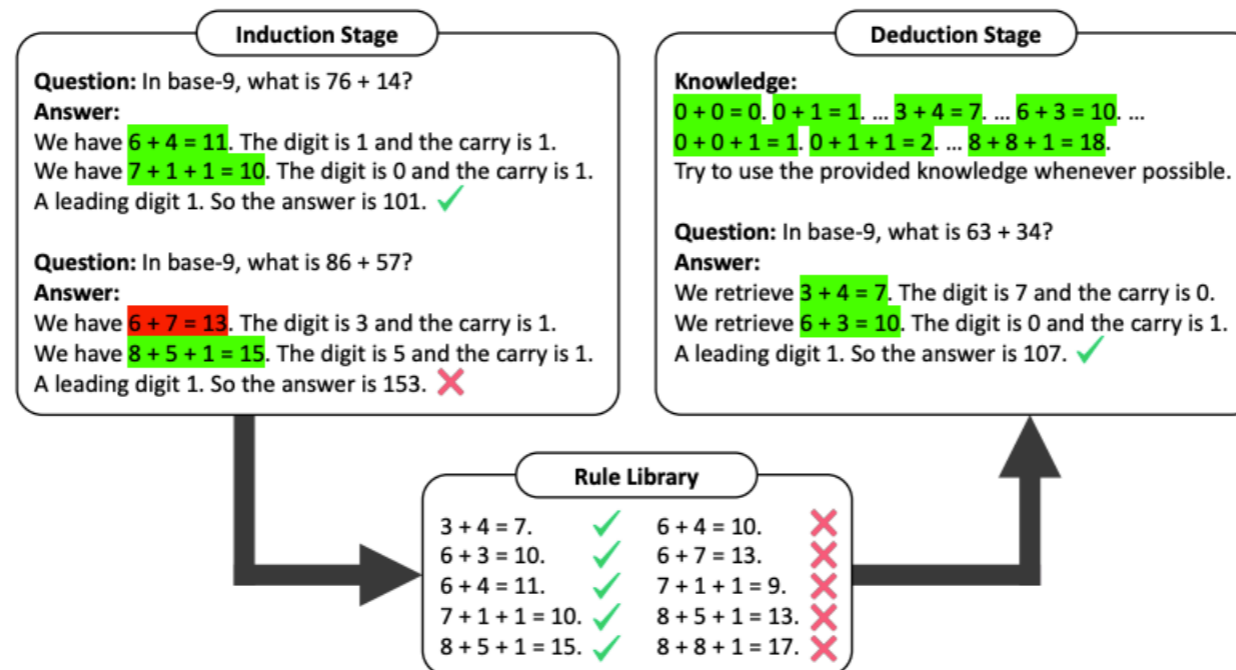 Induction Stage
Question: In base-9, what is 76 + 14?
Answer:
We have 6 + 4 = 11. The digit is 1 and the carry is 1.
We have 7 + 1 + 1 = 10. The digit is 0 and the carry is 1.
A leading digit 1. So the answer is 101. ✓
Question: In base-9, what is 86 + 57?
Answer:
We have 6 + 7 = 13. The digit is 3 and the carry is 1.
We have 8 + 5 + 1 = 15. The digit is 5 and the carry is 1.
A leading digit 1. So the answer is 153. ✗
Deduction Stage
Knowledge:
0 + 0 = 0. 0 + 1 = 1. ... 3 + 4 = 7. ... 6 + 3 = 10. ...
0 + 0 + 1 = 1. 0 + 1 + 1 = 2. ... 8 + 8 + 1 = 18.
Try to use the provided knowledge whenever possible.
Question: In base-9, what is 63 + 34?
Answer:
We retrieve 3 + 4 = 7. The digit is 7 and the carry is 0.
We retrieve 6 + 3 = 10. The digit is 0 and the carry is 1.
A leading digit 1. So the answer is 107. ✓
Rule Library
3 + 4 = 7. ✓ 6 + 4 = 10. ✗
6 + 3 = 10. ✓ 6 + 7 = 13. ✗
6 + 4 = 11. ✓ 7 + 1 + 1 = 9. ✗
7 + 1 + 1 = 10. ✓ 8 + 5 + 1 = 13. ✗
8 + 5 + 1 = 15. ✓ 8 + 8 + 1 = 17. ✗